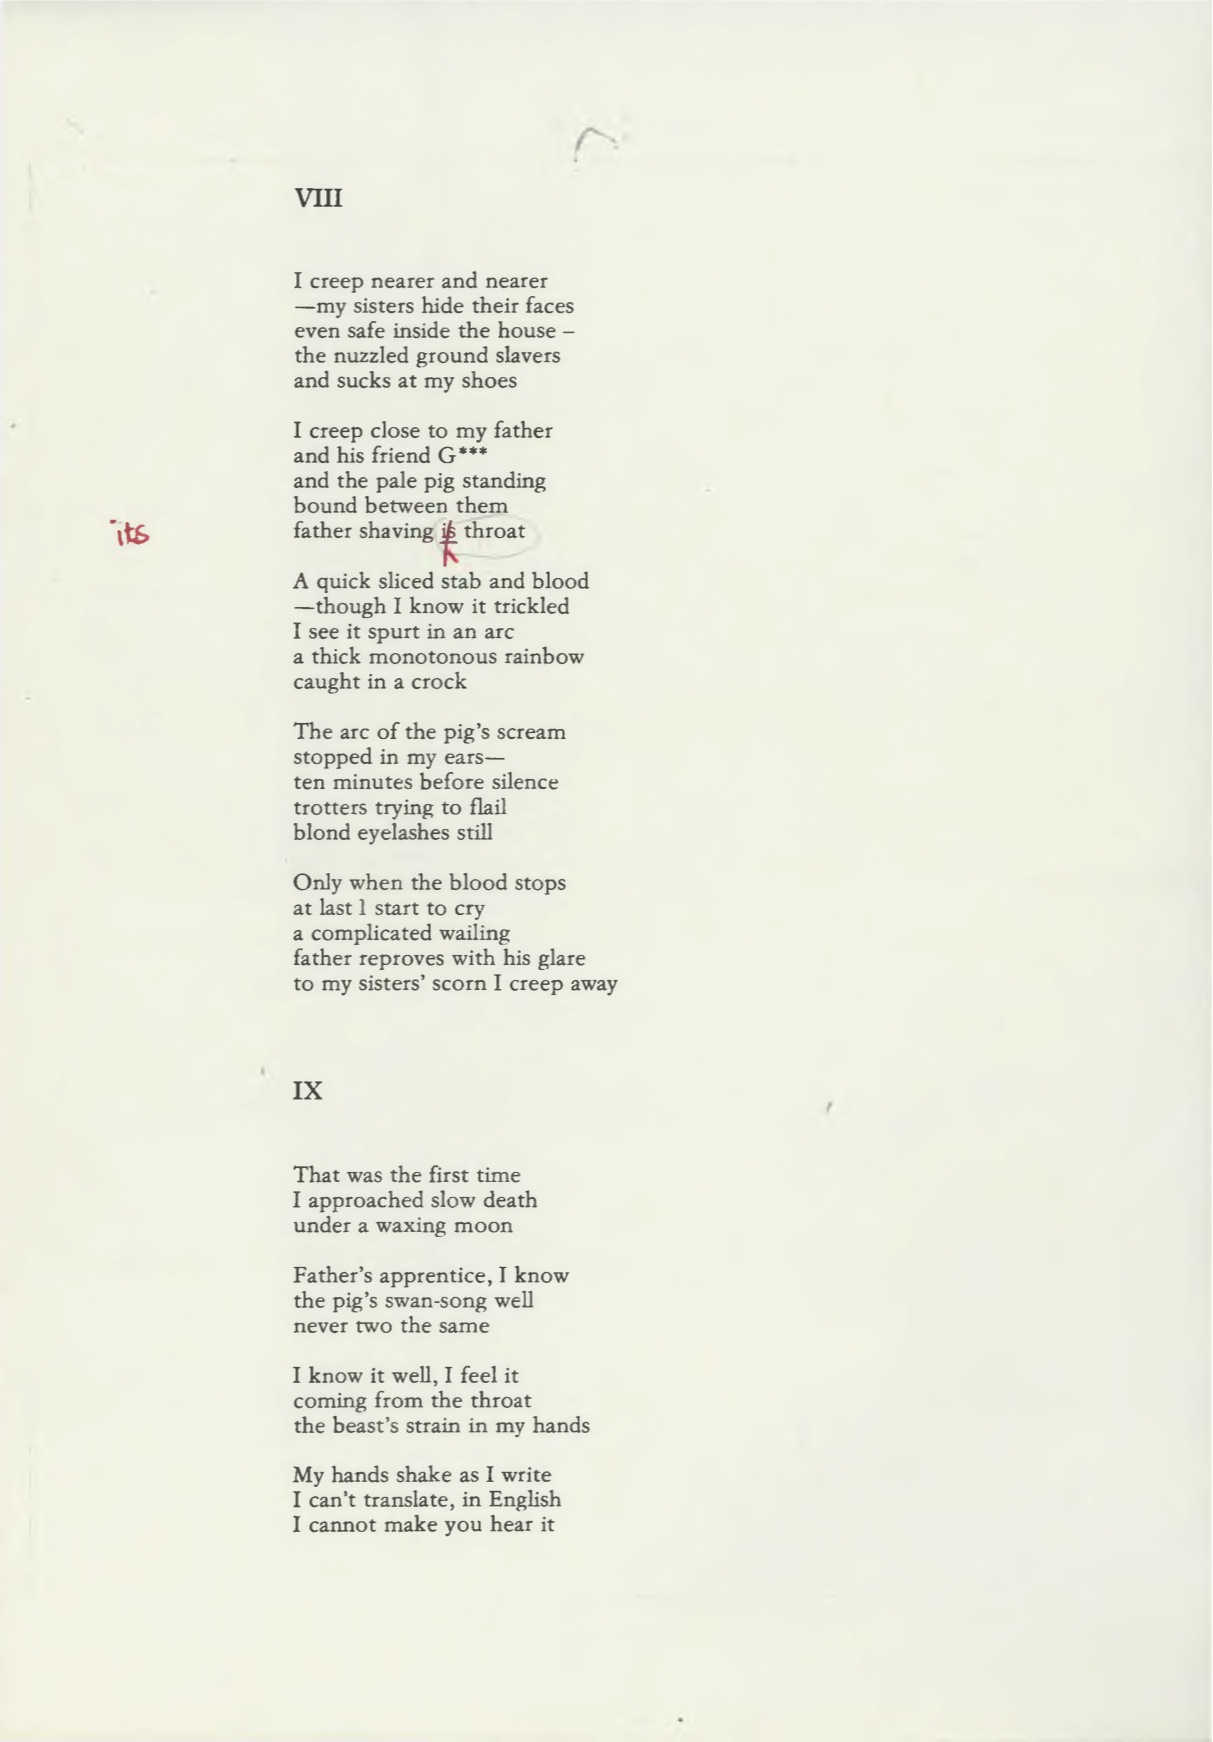 VIII
I creep nearer and nearer
—my sisters hide their faces
even safe inside the house –
the nuzzled ground slavers
and sucks at my shoes
I creep close to my father
and his friend G***
and the pale pig standing
bound between them
its
father shaving is throat
A quick sliced stab and blood
—though I know it trickled
I see it spurt in an arc
a thick monotonous rainbow
caught in a crock
The arc of the pig's scream
stopped in my ears—
ten minutes before silence
trotters trying to flail
blond eyelashes still
Only when the blood stops
at last I start to cry
a complicated wailing
father reproves with his glare
to my sisters' scorn I creep away
IX
That was the first time
I approached slow death
under a waxing moon
Father's apprentice, I know
the pig's swan-song well
never two the same
I know it well, I feel it
coming from the throat
the beast's strain in my hands
My hands shake as I write
I can't translate, in English
I cannot make you hear it